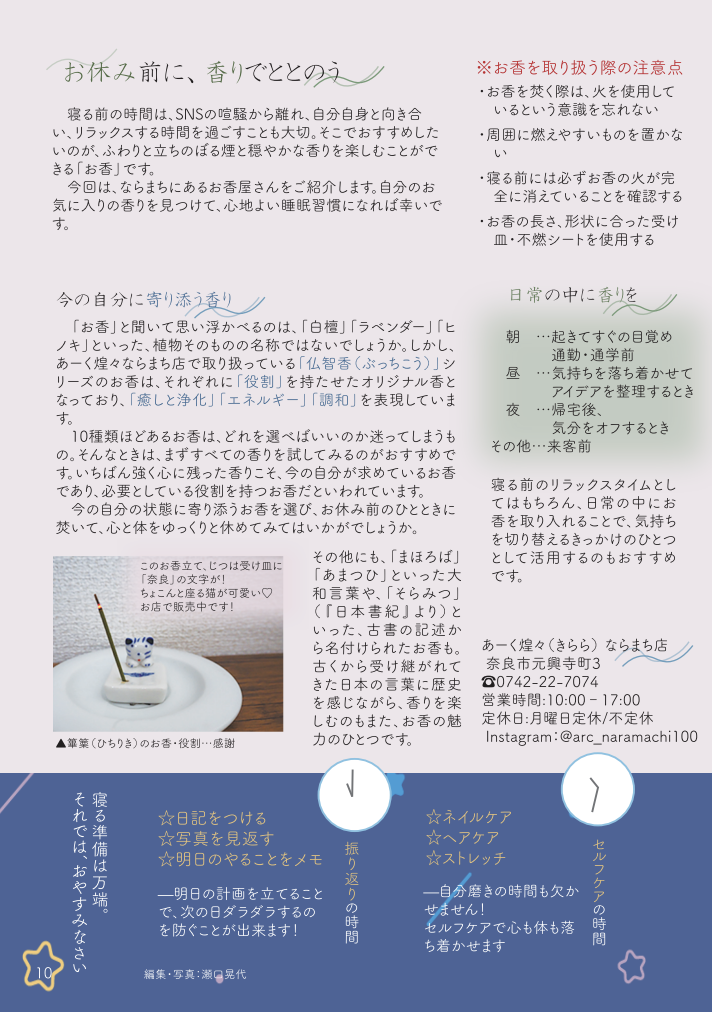 お休み前に、香りでととのう
　寝る前の時間は、SNSの喧騒から離れ、自分自身と向き合
い、リラックスする時間を過ごすことも大切。そこでおすすめした
いのが、ふわりと立ちのぼる煙と穏やかな香りを楽しむことがで
きる「お香」です。
　今回は、ならまちにあるお香屋さんをご紹介します。自分のお
気に入りの香りを見つけて、心地よい睡眠習慣になれば幸いで
す。
※お香を取り扱う際の注意点
・お香を焚く際は、火を使用して
いるという意識を忘れない
・周囲に燃えやすいものを置かな
い
・寝る前には必ずお香の火が完
全に消えていることを確認する
・お香の長さ、形状に合った受け
皿・不燃シートを使用する
今の自分に寄り添う香り
　「お香」と聞いて思い浮かべるのは、「白檀」「ラベンダー」「ヒ
ノキ」といった、植物そのものの名称ではないでしょうか。しかし、
あーく煌々ならまち店で取り扱っている「仏智香（ぶっちこう）」シ
リーズのお香は、それぞれに「役割」を持たせたオリジナル香と
なっており、「癒しと浄化」「エネルギー」「調和」を表現していま
す。
　10種類ほどあるお香は、どれを選べばいいのか迷ってしまうも
の。そんなときは、まずすべての香りを試してみるのがおすすめで
す。いちばん強く心に残った香りこそ、今の自分が求めているお香
であり、必要としている役割を持つお香だといわれています。
　今の自分の状態に寄り添うお香を選び、お休み前のひとときに
焚いて、心と体をゆっくりと休めてみてはいかがでしょうか。
このお香立て、じつは受け皿に
「奈良」の文字が！
ちょこんと座る猫が可愛い♡
お店で販売中です！
▲篳篥（ひちりき）のお香・役割…感謝
その他にも、「まほろば」
「あまつひ」といった大
和言葉や、「そらみつ」
（『日本書紀』より）と
いった、古書の記述か
ら名付けられたお香も。
古くから受け継がれて
きた日本の言葉に歴史
を感じながら、香りを楽
しむのもまた、お香の魅
力のひとつです。
日常の中に香りを
朝　…起きてすぐの目覚め
通勤・通学前
昼　…気持ちを落ち着かせて
アイデアを整理するとき
夜　…帰宅後、
気分をオフするとき
その他…来客前
寝る前のリラックスタイムとし
てはもちろん、日常の中にお
香を取り入れることで、気持ち
を切り替えるきっかけのひとつ
として活用するのもおすすめ
です。
あーく煌々（きらら） ならまち店
奈良市元興寺町3
☎0742-22-7074
営業時間:10:00‐17:00
定休日:月曜日定休/不定休
Instagram：@arc_naramachi100
寝る準備は万端。
それでは、おやすみなさい
☆日記をつける
☆写真を見返す
☆明日のやることをメモ
―明日の計画を立てること
で、次の日ダラダラするの
を防ぐことが出来ます！
振り返りの時間
☆ネイルケア
☆ヘアケア
☆ストレッチ
―自分磨きの時間も欠か
せません！
セルフケアで心も体も落
ち着かせます
セルフケアの時間
10
編集・写真：瀬口晃代